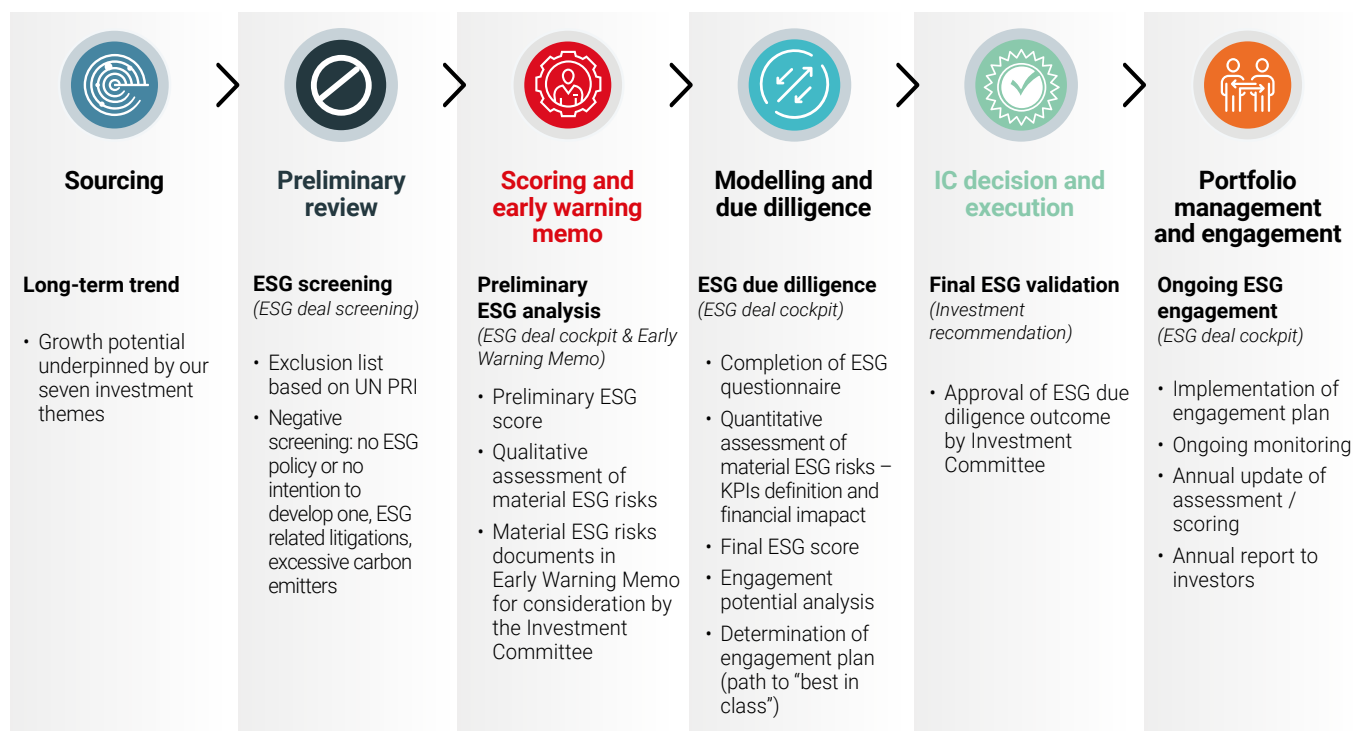 Sourcing
Long-term trend
• Growth potential
underpinned by our
seven investment
themes
Preliminary
review
ESG screening
(ESG deal screening)
• Exclusion list
based on UN PRI
• Negative
screening: no ESG
policy or no
intention to
develop one, ESG
related litigations,
excessive carbon
emitters
Scoring and
early warning
memo
Preliminary
ESG analysis
(ESG deal cockpit & Early
Warning Memo)
• Preliminary ESG
score
• Qualitative
assessment of
material ESG risks
• Material ESG risks
documents in
Early Warning Memo
for consideration by
the Investment
Committee
Modelling and
due dilligence
ESG due dilligence
(ESG deal cockpit)
• Completion of ESG
questionnaire
• Quantitative
assessment of
material ESG risks –
KPIs definition and
financial imapact
• Final ESG score
• Engagement
potential analysis
• Determination of
engagement plan
(path to “best in
class”)
IC decision and
execution
Final ESG validation
(Investment
recommendation)
• Approval of ESG due
diligence outcome
by Investment
Committee
Portfolio
management
and engagement
Ongoing ESG
engagement
(ESG deal cockpit)
• Implementation of
engagement plan
• Ongoing monitoring
• Annual update of
assessment /
scoring
• Annual report to
investors